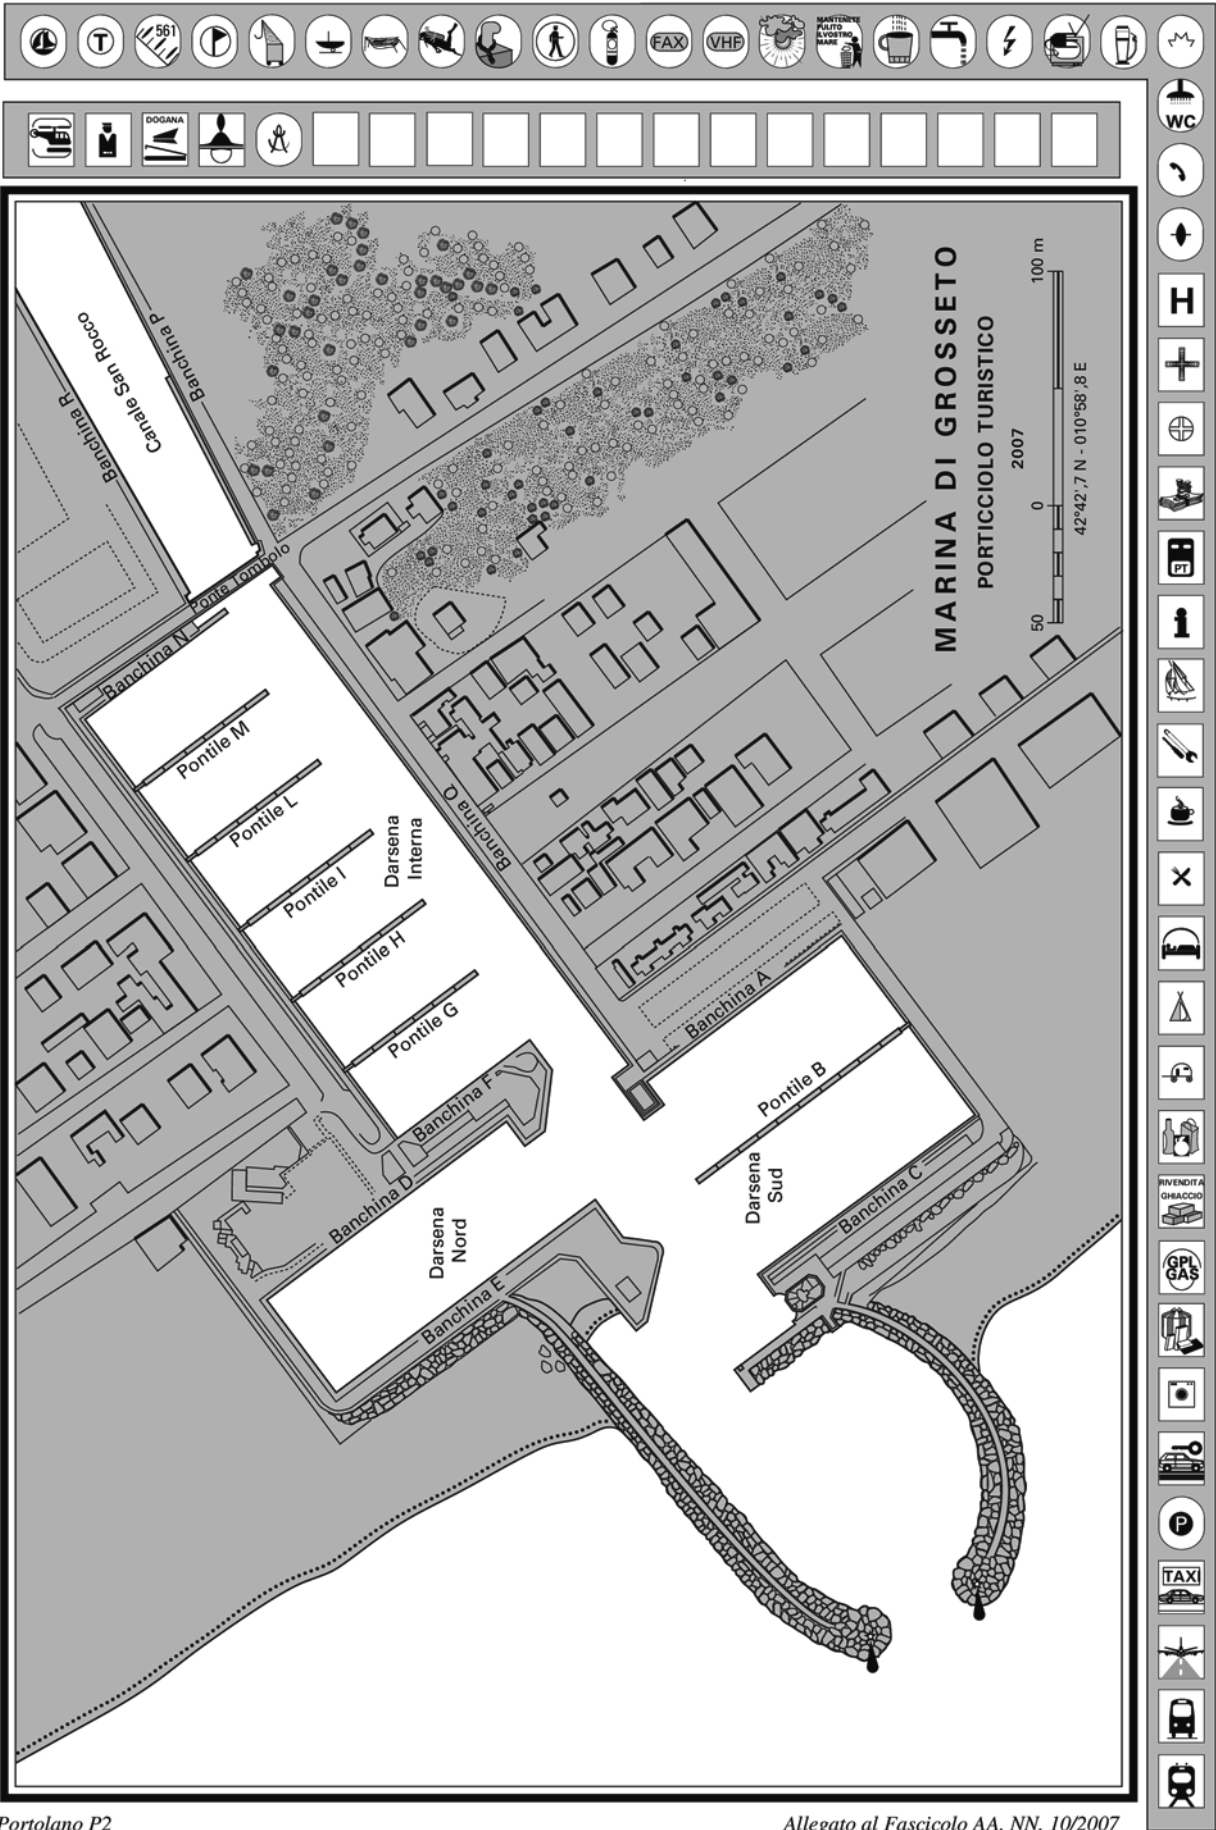 T
561
FAX
VHF
MANTENETE
PULITO
ILVOSTRO
MARE
DOGANA
WC
H
PT
i
RIVENDITA
GHIACCIO
GPL
GAS
P
TAXI
Banchina R
Canale San Rocco
Banchina P
Ponte Tombolo
Banchina N
Pontile M
Pontile L
Pontile I
Pontile H
Pontile G
Darsena
Interna
Banchina Q
Banchina F
Banchina D
Darsena
Nord
Banchina E
Banchina A
Pontile B
Darsena
Sud
Banchina C
MARINA DI GROSSETO
PORTICCIOLO TURISTICO
2007
50 0 100 m
42°42',7 N - 010°58',8 E
Portolano P2
Allegato al Fascicolo AA. NN. 10/2007